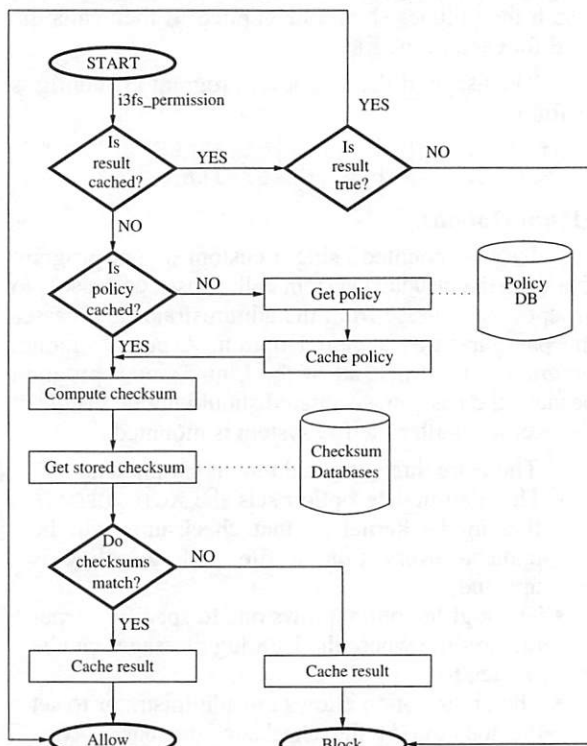 START
i3fs_permission
YES
Is
result
cached?
YES
Is
result
true?
NO
NO
Is
policy
cached?
NO
Get policy
Policy
DB
YES
Cache policy
Compute checksum
Get stored checksum
Checksum
Databases
Do
checksums
match?
NO
YES
Cache result
Cache result
Allow
Block